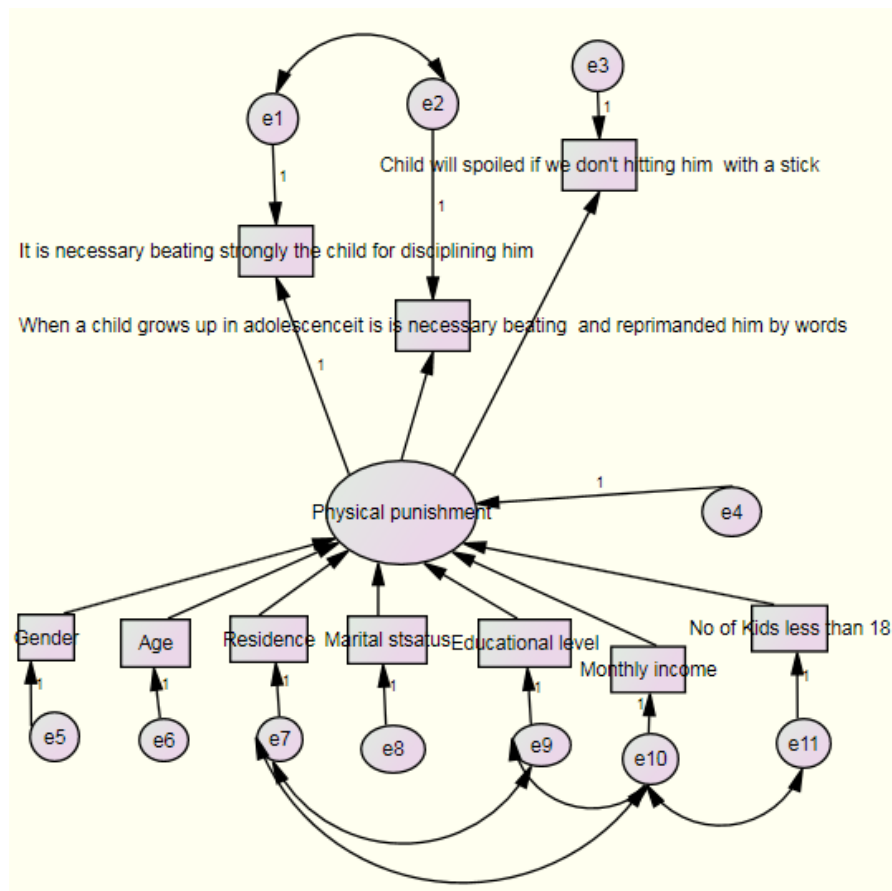 e3
e1
e2
1
Child will spoiled if we don't hitting him  with a stick
1
1
It is necessary beating strongly the child for disciplining him
When a child grows up in adolescenceit is is necessary beating  and reprimanded him by words
1
1
Physical punishment
e4
Gender
Age
Residence
Marital stsatus
Educational level
Monthly income
No of Kids less than 18
1
1
1
1
1
1
1
e5
e6
e7
e8
e9
e10
e11